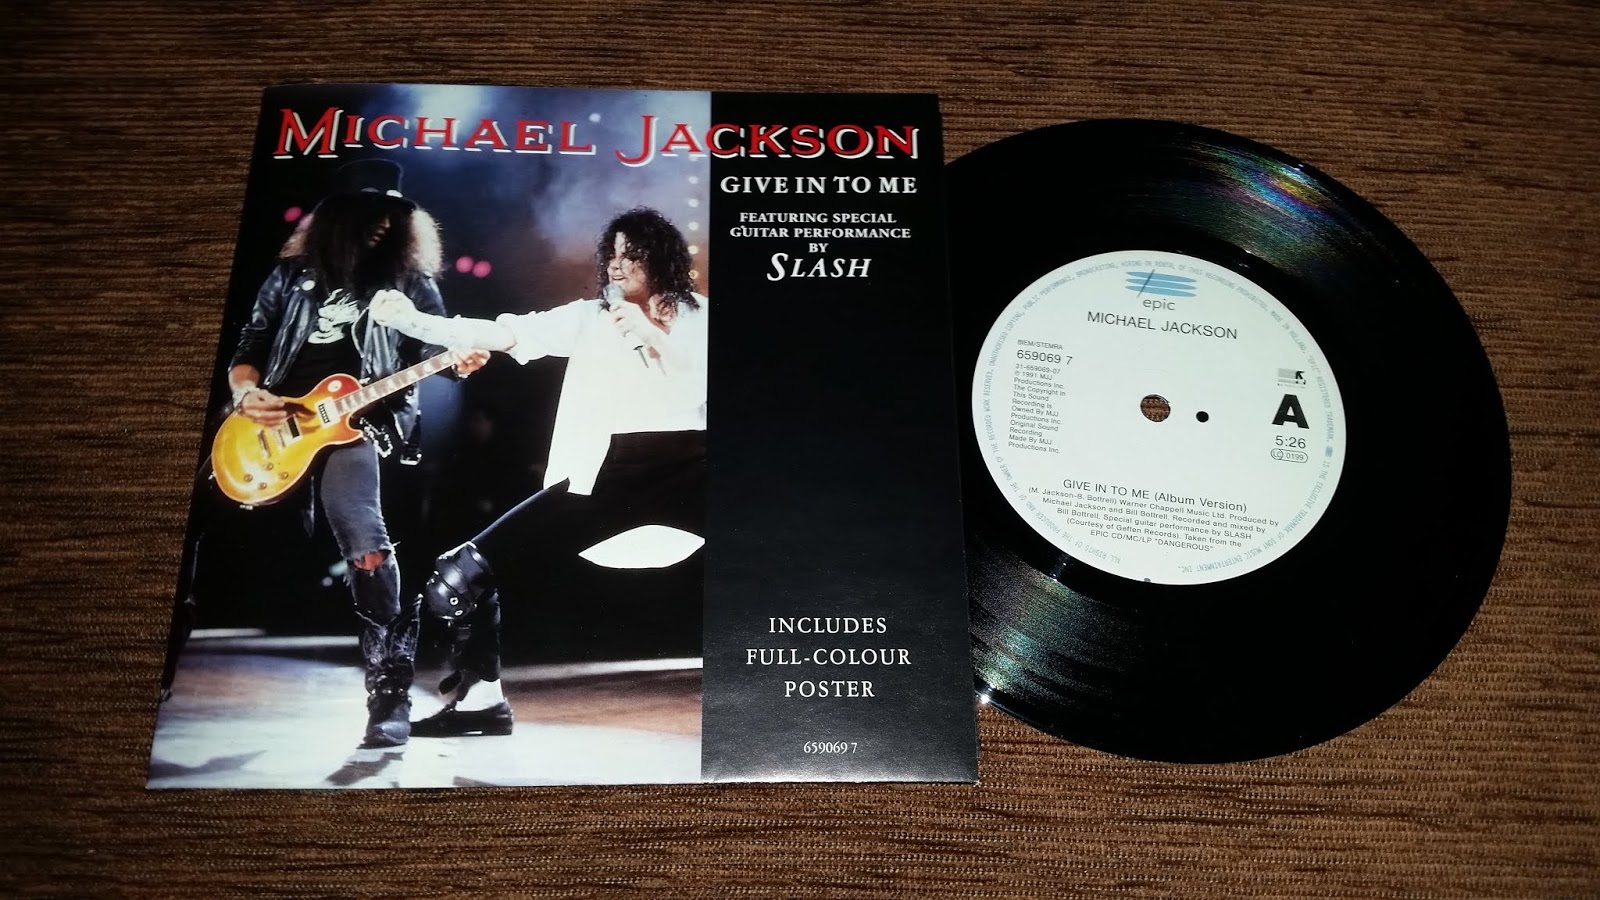 MICHAEL JACKSON
GIVE IN TO ME
FEATURING SPECIAL
GUITAR PERFORMANCE
BY
SLASH
INCLUDES
FULL-COLOUR
POSTER
659069 7
epic
MICHAEL JACKSON
BIEM/STEMRA
659069 7
31-659069-07
℗ 1991 MJJ
Productions Inc.
The Copyright In
This Sound
Recording Is
Owned By MJJ
Productions Inc.
Original Sound
Recording
Made By MJJ
Productions Inc.
A
5:26
LC 0199
GIVE IN TO ME (Album Version)
(M. Jackson-B. Bottrell) Warner Chappell Music Ltd. Produced by
Michael Jackson and Bill Bottrell. Recorded and mixed by
Bill Bottrell. Special guitar performance by SLASH
(Courtesy of Geffen Records). Taken from the
EPIC CD/MC/LP "DANGEROUS"